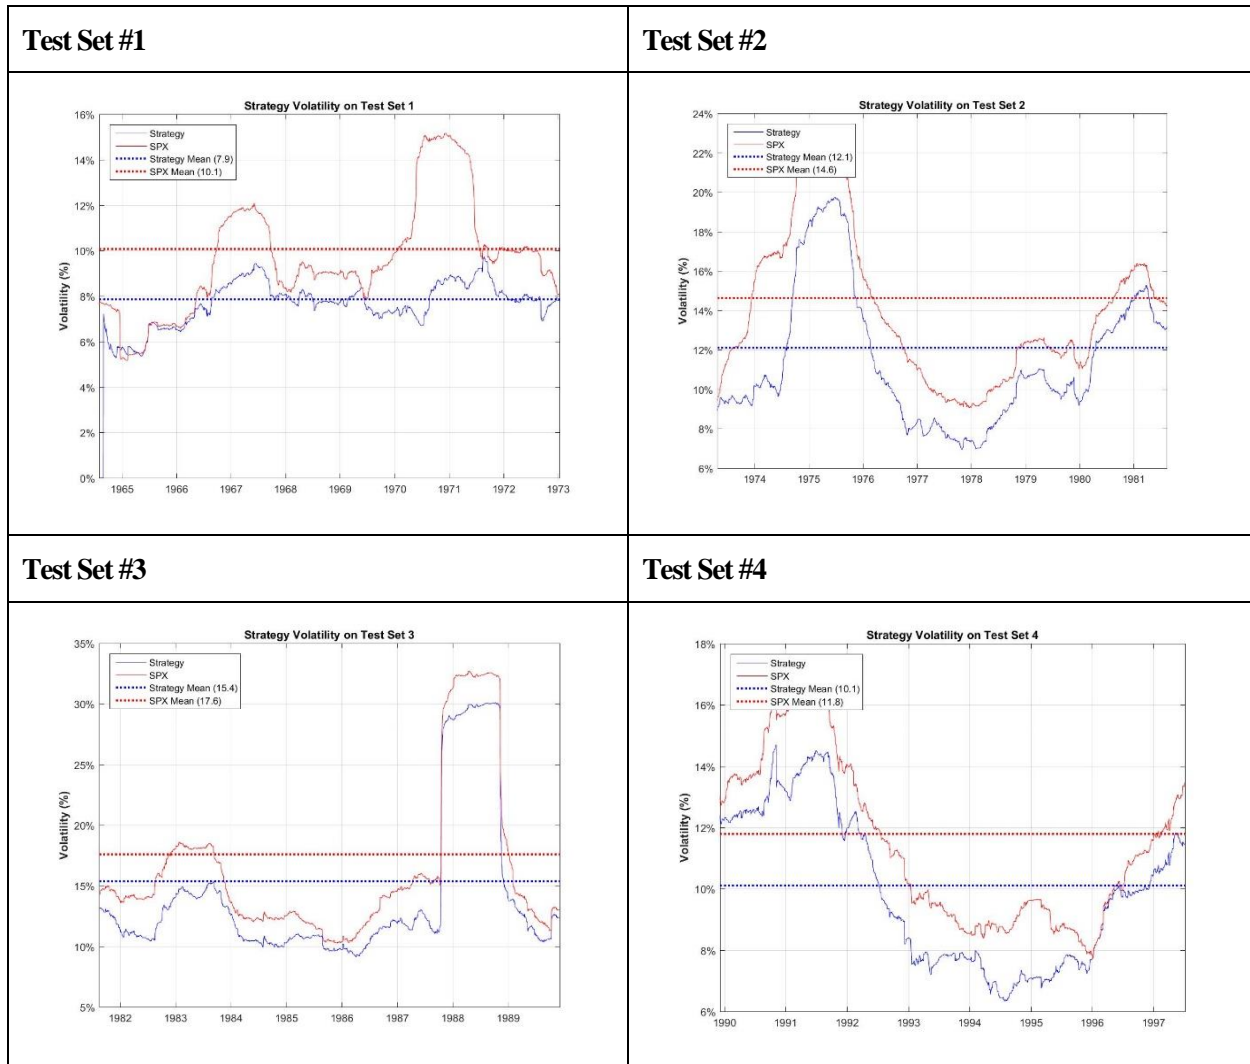 Test Set #1
Test Set #2
Strategy Volatility on Test Set 1
Strategy
SPX
Strategy Mean (7.9)
SPX Mean (10.1)
Volatility (%)
16%
14%
12%
10%
8%
6%
4%
2%
0%
1965 1966 1967 1968 1969 1970 1971 1972 1973
Strategy Volatility on Test Set 2
Strategy
SPX
Strategy Mean (12.1)
SPX Mean (14.6)
Volatility (%)
24%
22%
20%
18%
16%
14%
12%
10%
8%
6%
1974 1975 1976 1977 1978 1979 1980 1981
Test Set #3
Test Set #4
Strategy Volatility on Test Set 3
Strategy
SPX
Strategy Mean (15.4)
SPX Mean (17.6)
Volatility (%)
35%
30%
25%
20%
15%
10%
5%
1982 1983 1984 1985 1986 1987 1988 1989
Strategy Volatility on Test Set 4
Strategy
SPX
Strategy Mean (10.1)
SPX Mean (11.8)
Volatility (%)
18%
16%
14%
12%
10%
8%
6%
1990 1991 1992 1993 1994 1995 1996 1997